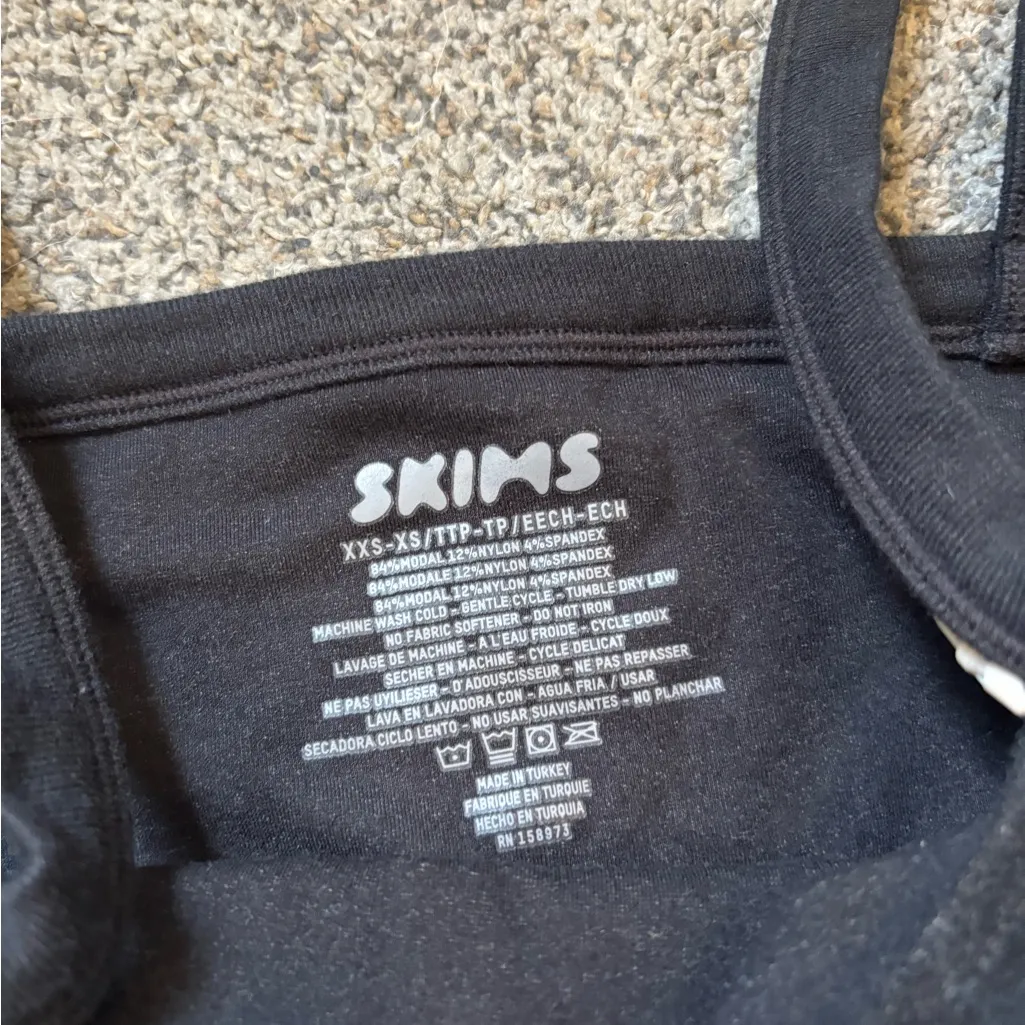 SKIMS
XXS-XS/TTP-TP/EECH-ECH
84%MODAL 12%NYLON 4%SPANDEX
84%MODALE 12%NYLON 4%SPANDEX
84%MODAL 12%NYLON 4%SPANDEX
MACHINE WASH COLD - GENTLE CYCLE - TUMBLE DRY LOW
NO FABRIC SOFTENER - DO NOT IRON
LAVAGE DE MACHINE - A L'EAU FROIDE - CYCLE DOUX
SECHER EN MACHINE - CYCLE DELICAT
NE PAS UYILIESER - D'ADOUSCISSEUR - NE PAS REPASSER
LAVA EN LAVADORA CON - AGUA FRIA / USAR
SECADORA CICLO LENTO - NO USAR SUAVISANTES - NO PLANCHAR
MADE IN TURKEY
FABRIQUE EN TURQUIE
HECHO EN TURQUIA
RN 158973